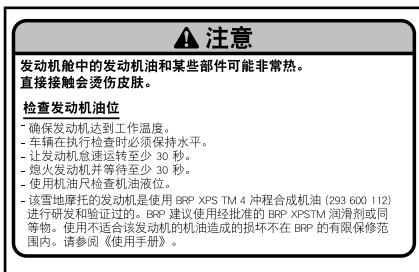 注意
发动机舱中的发动机油和某些部件可能非常热。
直接接触会烫伤皮肤。
检查发动机油位
- 确保发动机达到工作温度。
- 车辆在执行检查时必须保持水平。
- 让发动机怠速运转至少 30 秒。
- 熄火发动机并等待至少 30 秒。
- 使用机油尺检查机油液位。
- 该雪地摩托的发动机是使用 BRP XPS TM 4 冲程合成机油 (293 600 112)
进行研发和验证过的。BRP 建议使用经批准的 BRP XPSTM 润滑剂或同
等物。使用不适合该发动机的机油造成的损坏不在 BRP 的有限保修范
围内。请参阅《使用手册》。